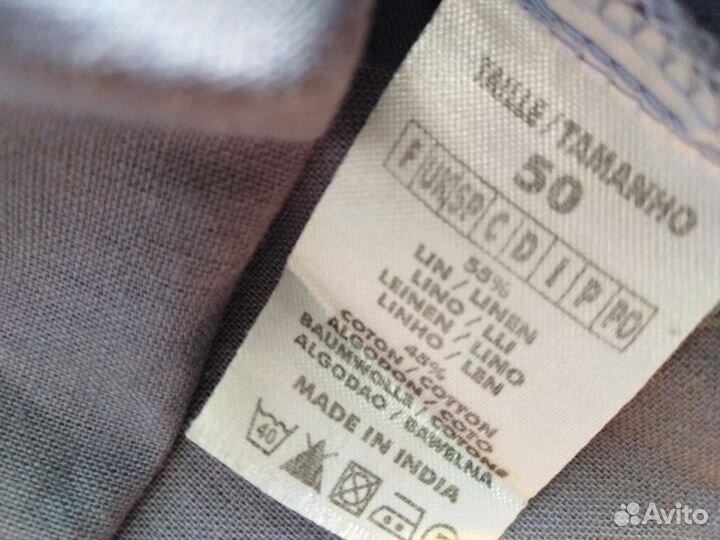 TAILLE / TAMANHO
50
F UK SP C D I P PO
55%
LIN / LINEN
LINO / LLI
LEINEN / LINO
LINHO / LEN
45%
COTON / COTTON
ALGODON / COTO-
BAUMWOLLE / COTONE
ALGODAO / BAWELNA
MADE IN INDIA
40
Avito